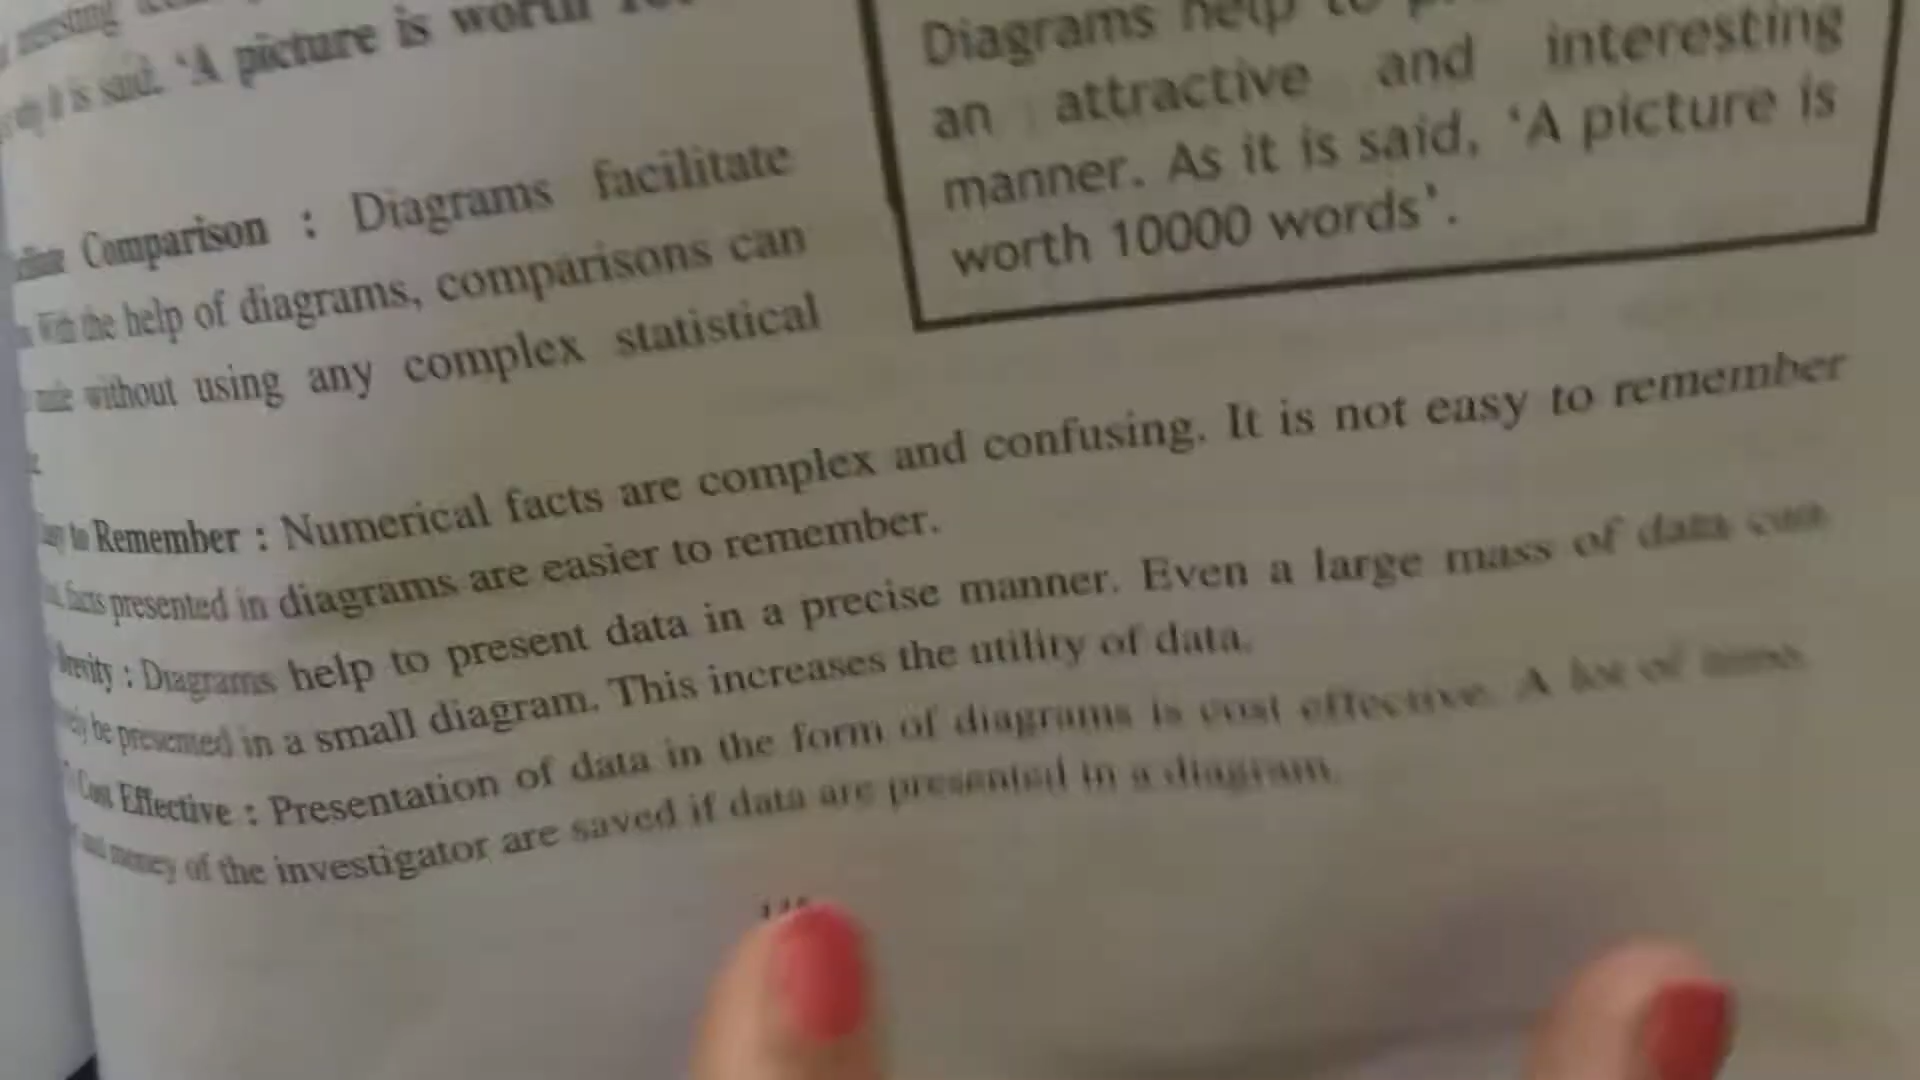 it is said. 'A picture is worth
Comparison : Diagrams facilitate
With the help of diagrams, comparisons can
made without using any complex statistical
Easy to Remember : Numerical facts are complex and confusing. It is not easy to remember
facts presented in diagrams are easier to remember.
Brevity : Diagrams help to present data in a precise manner. Even a large mass of data can
be presented in a small diagram. This increases the utility of data.
Cost Effective : Presentation of data in the form of diagrams is cost effective. A lot of time,
and money of the investigator are saved if data are presented in a diagram.
Diagrams help to
an attractive and interesting
manner. As it is said, 'A picture is
worth 10000 words'.